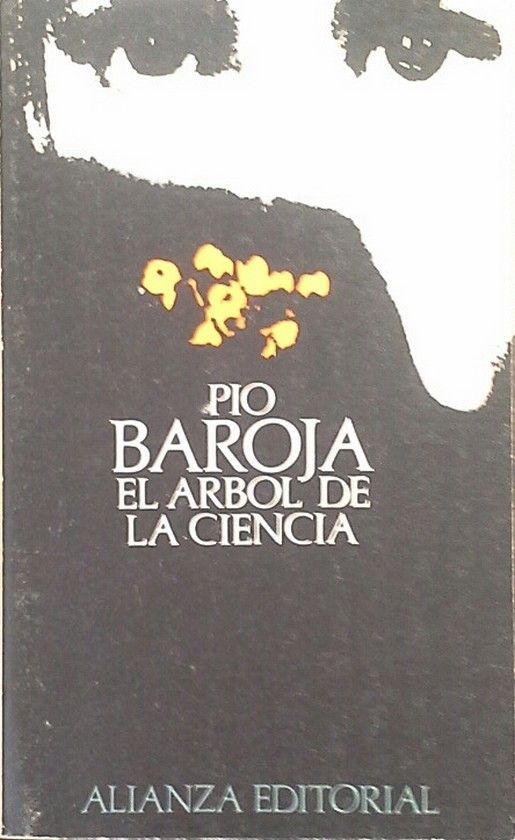 PIO
BAROJA
EL ARBOL DE
LA CIENCIA
ALIANZA EDITORIAL